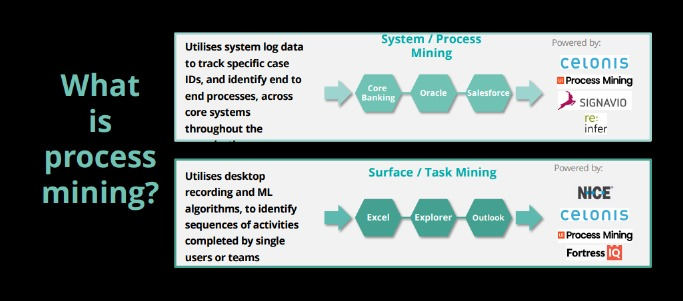 What
is
process
mining?
Utilises system log data
to track specific case
IDs, and identify end to
end processes, across
core systems
throughout the
System / Process
Mining
Core
Banking
Oracle
Salesforce
Powered by:
celonis
Process Mining
SIGNAVIO
re:
infer
Utilises desktop
recording and ML
algorithms, to identify
sequences of activities
completed by single
users or teams
Surface / Task Mining
Excel
Explorer
Outlook
Powered by:
NICE
celonis
Process Mining
Fortress IQ